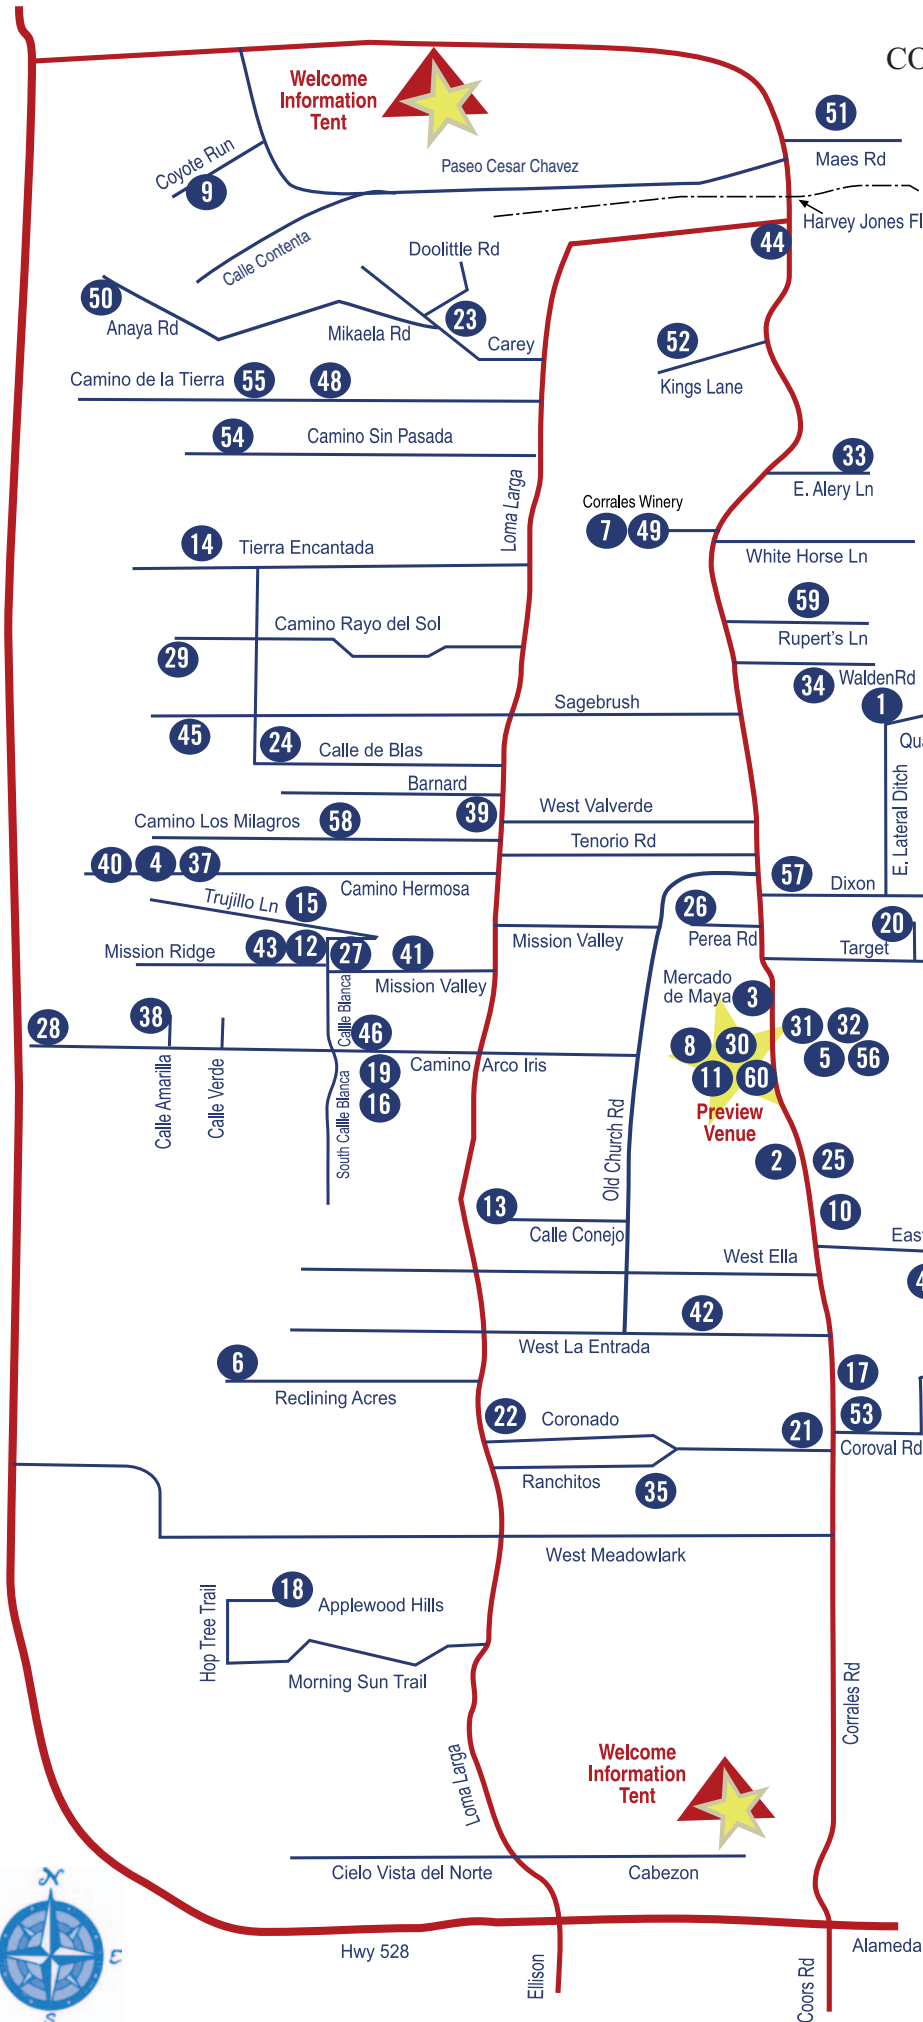 CO
Welcome
Information
Tent
51
Maes Rd
Coyote Run
9
Paseo Cesar Chavez
Harvey Jones Fl
44
Calle Contenta
Doolittle Rd
50
Anaya Rd
Mikaela Rd
23
Carey
52
Kings Lane
Camino de la Tierra
55
48
54
Camino Sin Pasada
33
E. Alery Ln
Loma Larga
Corrales Winery
7
49
14
Tierra Encantada
White Horse Ln
59
Rupert's Ln
Camino Rayo del Sol
29
34
WaldenRd
1
Qua
E. Lateral Ditch
Sagebrush
45
24
Calle de Blas
Barnard
39
West Valverde
Camino Los Milagros
58
Tenorio Rd
40
4
37
Camino Hermosa
57
Dixon
Trujillo Ln
15
26
Perea Rd
20
Target
Mission Ridge
43
12
27
41
Mission Valley
Mission Valley
Mercado
de Maya
3
Callle Blanca
28
38
46
31
32
8
30
5
56
Camino Arco Iris
19
11
60
16
Calle Amarilla
Calle Verde
South Callle Blanca
Preview
Venue
Old Church Rd
2
25
13
10
Calle Conejo
East
West Ella
4
42
West La Entrada
6
17
Reclining Acres
22
Coronado
21
53
Coroval Rd
Ranchitos
35
West Meadowlark
18
Applewood Hills
Hop Tree Trail
Morning Sun Trail
Corrales Rd
Loma Larga
Welcome
Information
Tent
Cielo Vista del Norte
Cabezon
N
E
S
Hwy 528
Alameda
Ellison
Coors Rd